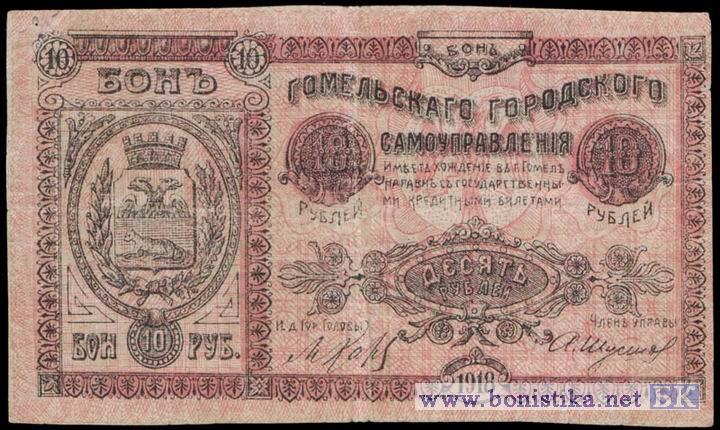 10 БОНЪ 10
БОН 10 РУБ.
БОНЪ
ГОМЕЛЬСКАГО ГОРОДСКОГО
САМОУПРАВЛЕНІЯ
ИМѢЕТЪ ХОЖДЕНІЕ ВЪ Г. ГОМЕЛѢ
НАРАВНѢ СЪ ГОСУДАРСТВЕННЫ-
МИ КРЕДИТНЫМИ БИЛЕТАМИ.
10 РУБЛЕЙ
10 РУБЛЕЙ
ДЕСЯТЬ
РУБЛЕЙ
И.Д. ГОР. ГОЛОВЫ
ЧЛЕНЪ УПРАВЫ
1918
www.bonistika.net БК